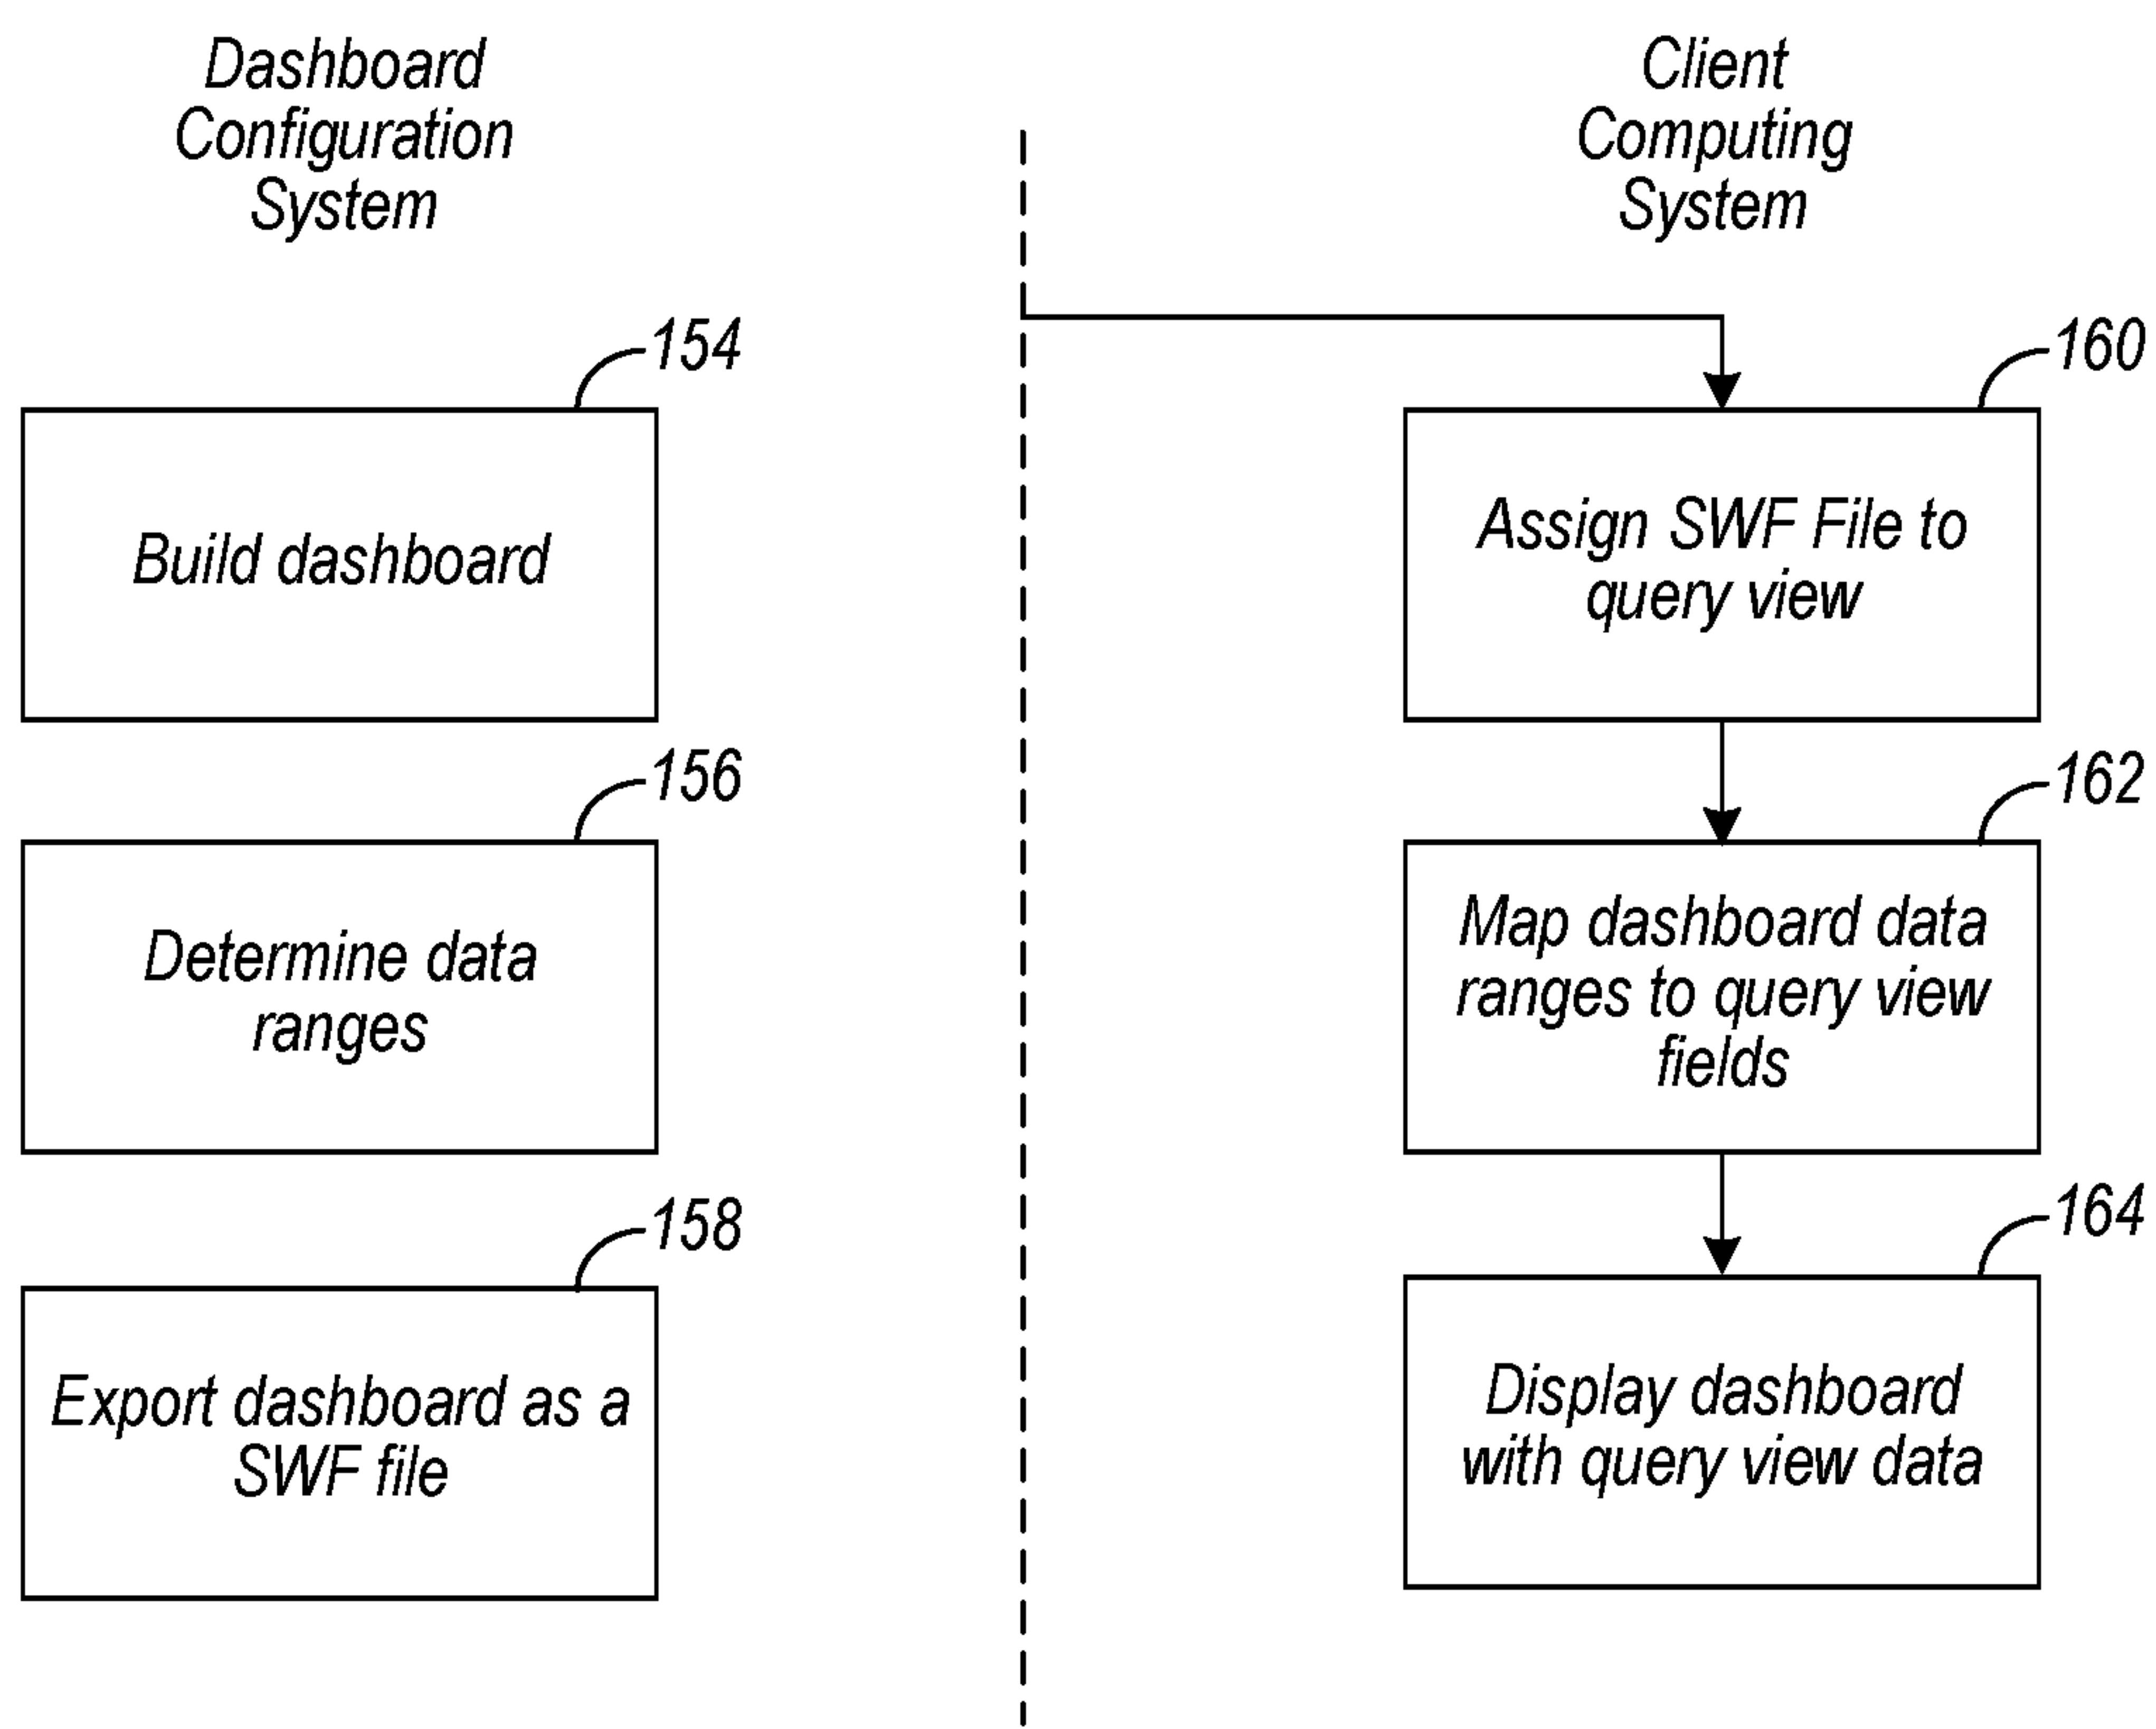 Dashboard
Configuration
System
154
Build dashboard
156
Determine data
ranges
158
Export dashboard as a
SWF file
Client
Computing
System
160
Assign SWF File to
query view
162
Map dashboard data
ranges to query view
fields
164
Display dashboard
with query view data